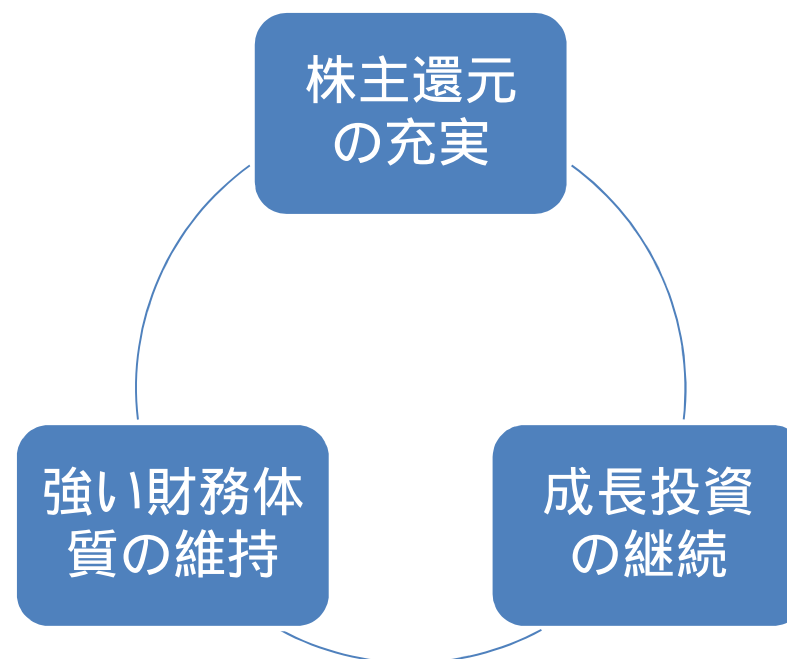 株主還元
の充実
強い財務体
質の維持
成長投資
の継続